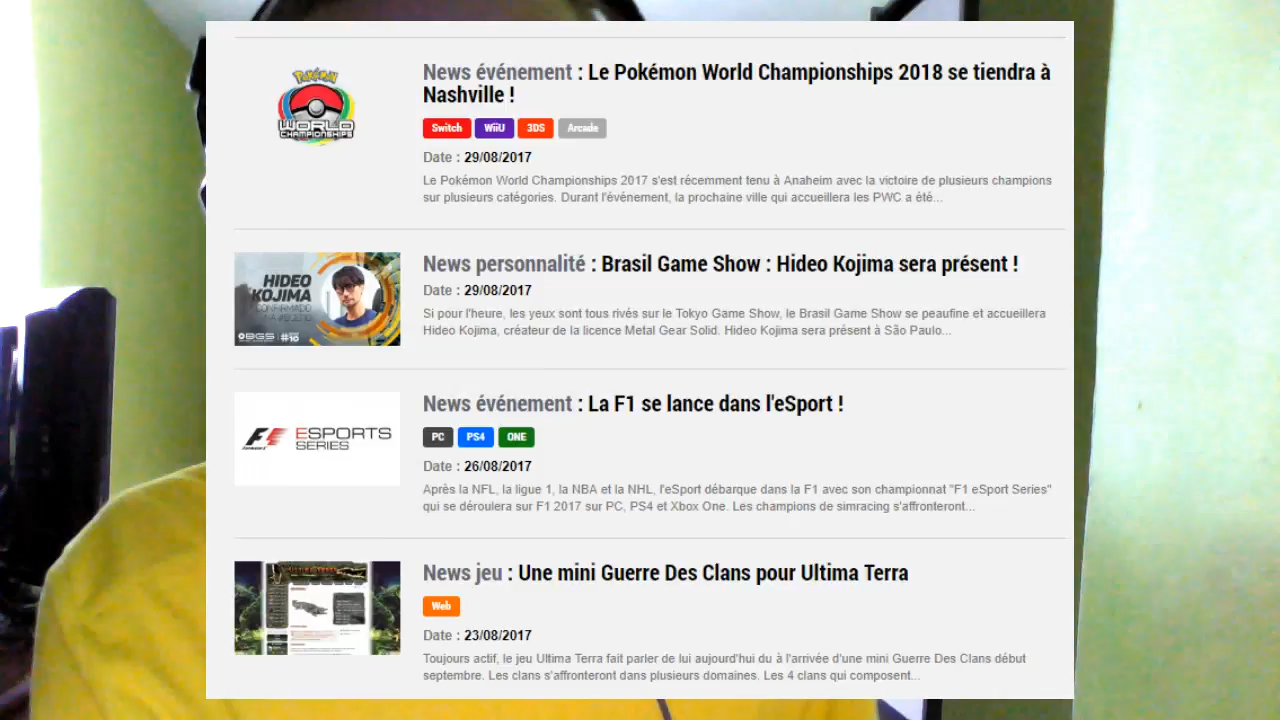 POKÉMON
WORLD
CHAMPIONSHIPS
News événement : Le Pokémon World Championships 2018 se tiendra à
Nashville !
Switch WiiU 3DS Arcade
Date : 29/08/2017
Le Pokémon World Championships 2017 s'est récemment tenu à Anaheim avec la victoire de plusieurs champions
sur plusieurs catégories. Durant l'événement, la prochaine ville qui accueillera les PWC a été...
HIDEO
KOJIMA
CONFIRMADO
BGS #10
News personnalité : Brasil Game Show : Hideo Kojima sera présent !
Date : 29/08/2017
Si pour l'heure, les yeux sont tous rivés sur le Tokyo Game Show, le Brasil Game Show se peaufine et accueillera
Hideo Kojima, créateur de la licence Metal Gear Solid. Hideo Kojima sera présent à São Paulo...
F1 ESPORTS
SERIES
News événement : La F1 se lance dans l'eSport !
PC PS4 ONE
Date : 26/08/2017
Après la NFL, la ligue 1, la NBA et la NHL, l'eSport débarque dans la F1 avec son championnat "F1 eSport Series"
qui se déroulera sur F1 2017 sur PC, PS4 et Xbox One. Les champions de simracing s'affronteront...
News jeu : Une mini Guerre Des Clans pour Ultima Terra
Web
Date : 23/08/2017
Toujours actif, le jeu Ultima Terra fait parler de lui aujourd'hui du à l'arrivée d'une mini Guerre Des Clans début
septembre. Les clans s'affronteront dans plusieurs domaines. Les 4 clans qui composent...